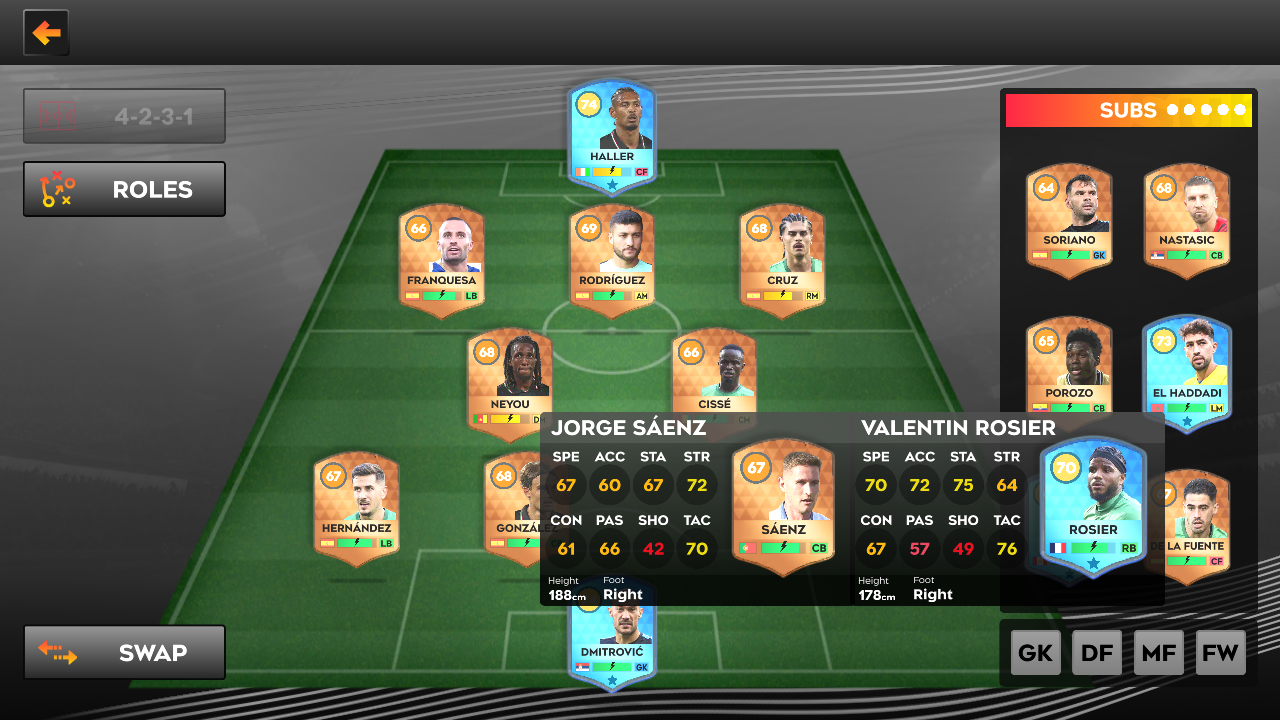 4-2-3-1
ROLES
SUBS
74
HALLER
CF
66
FRANQUESA
LB
69
RODRÍGUEZ
AM
68
CRUZ
RM
68
NEYOU
66
CISSÉ
CM
67
HERNÁNDEZ
LB
68
DMITROVIĆ
GK
64
SORIANO
GK
68
NASTASIC
CB
65
POROZO
CB
73
EL HADDADI
LM
LA FUENTE
CF
JORGE SÁENZ
SPE ACC STA STR
67 60 67 72
CON PAS SHO TAC
61 66 42 70
Height Foot
188cm Right
67
SÁENZ
CB
VALENTIN ROSIER
SPE ACC STA STR
70 72 75 64
CON PAS SHO TAC
67 57 49 76
Height Foot
178cm Right
70
ROSIER
RB
SWAP
GK DF MF FW